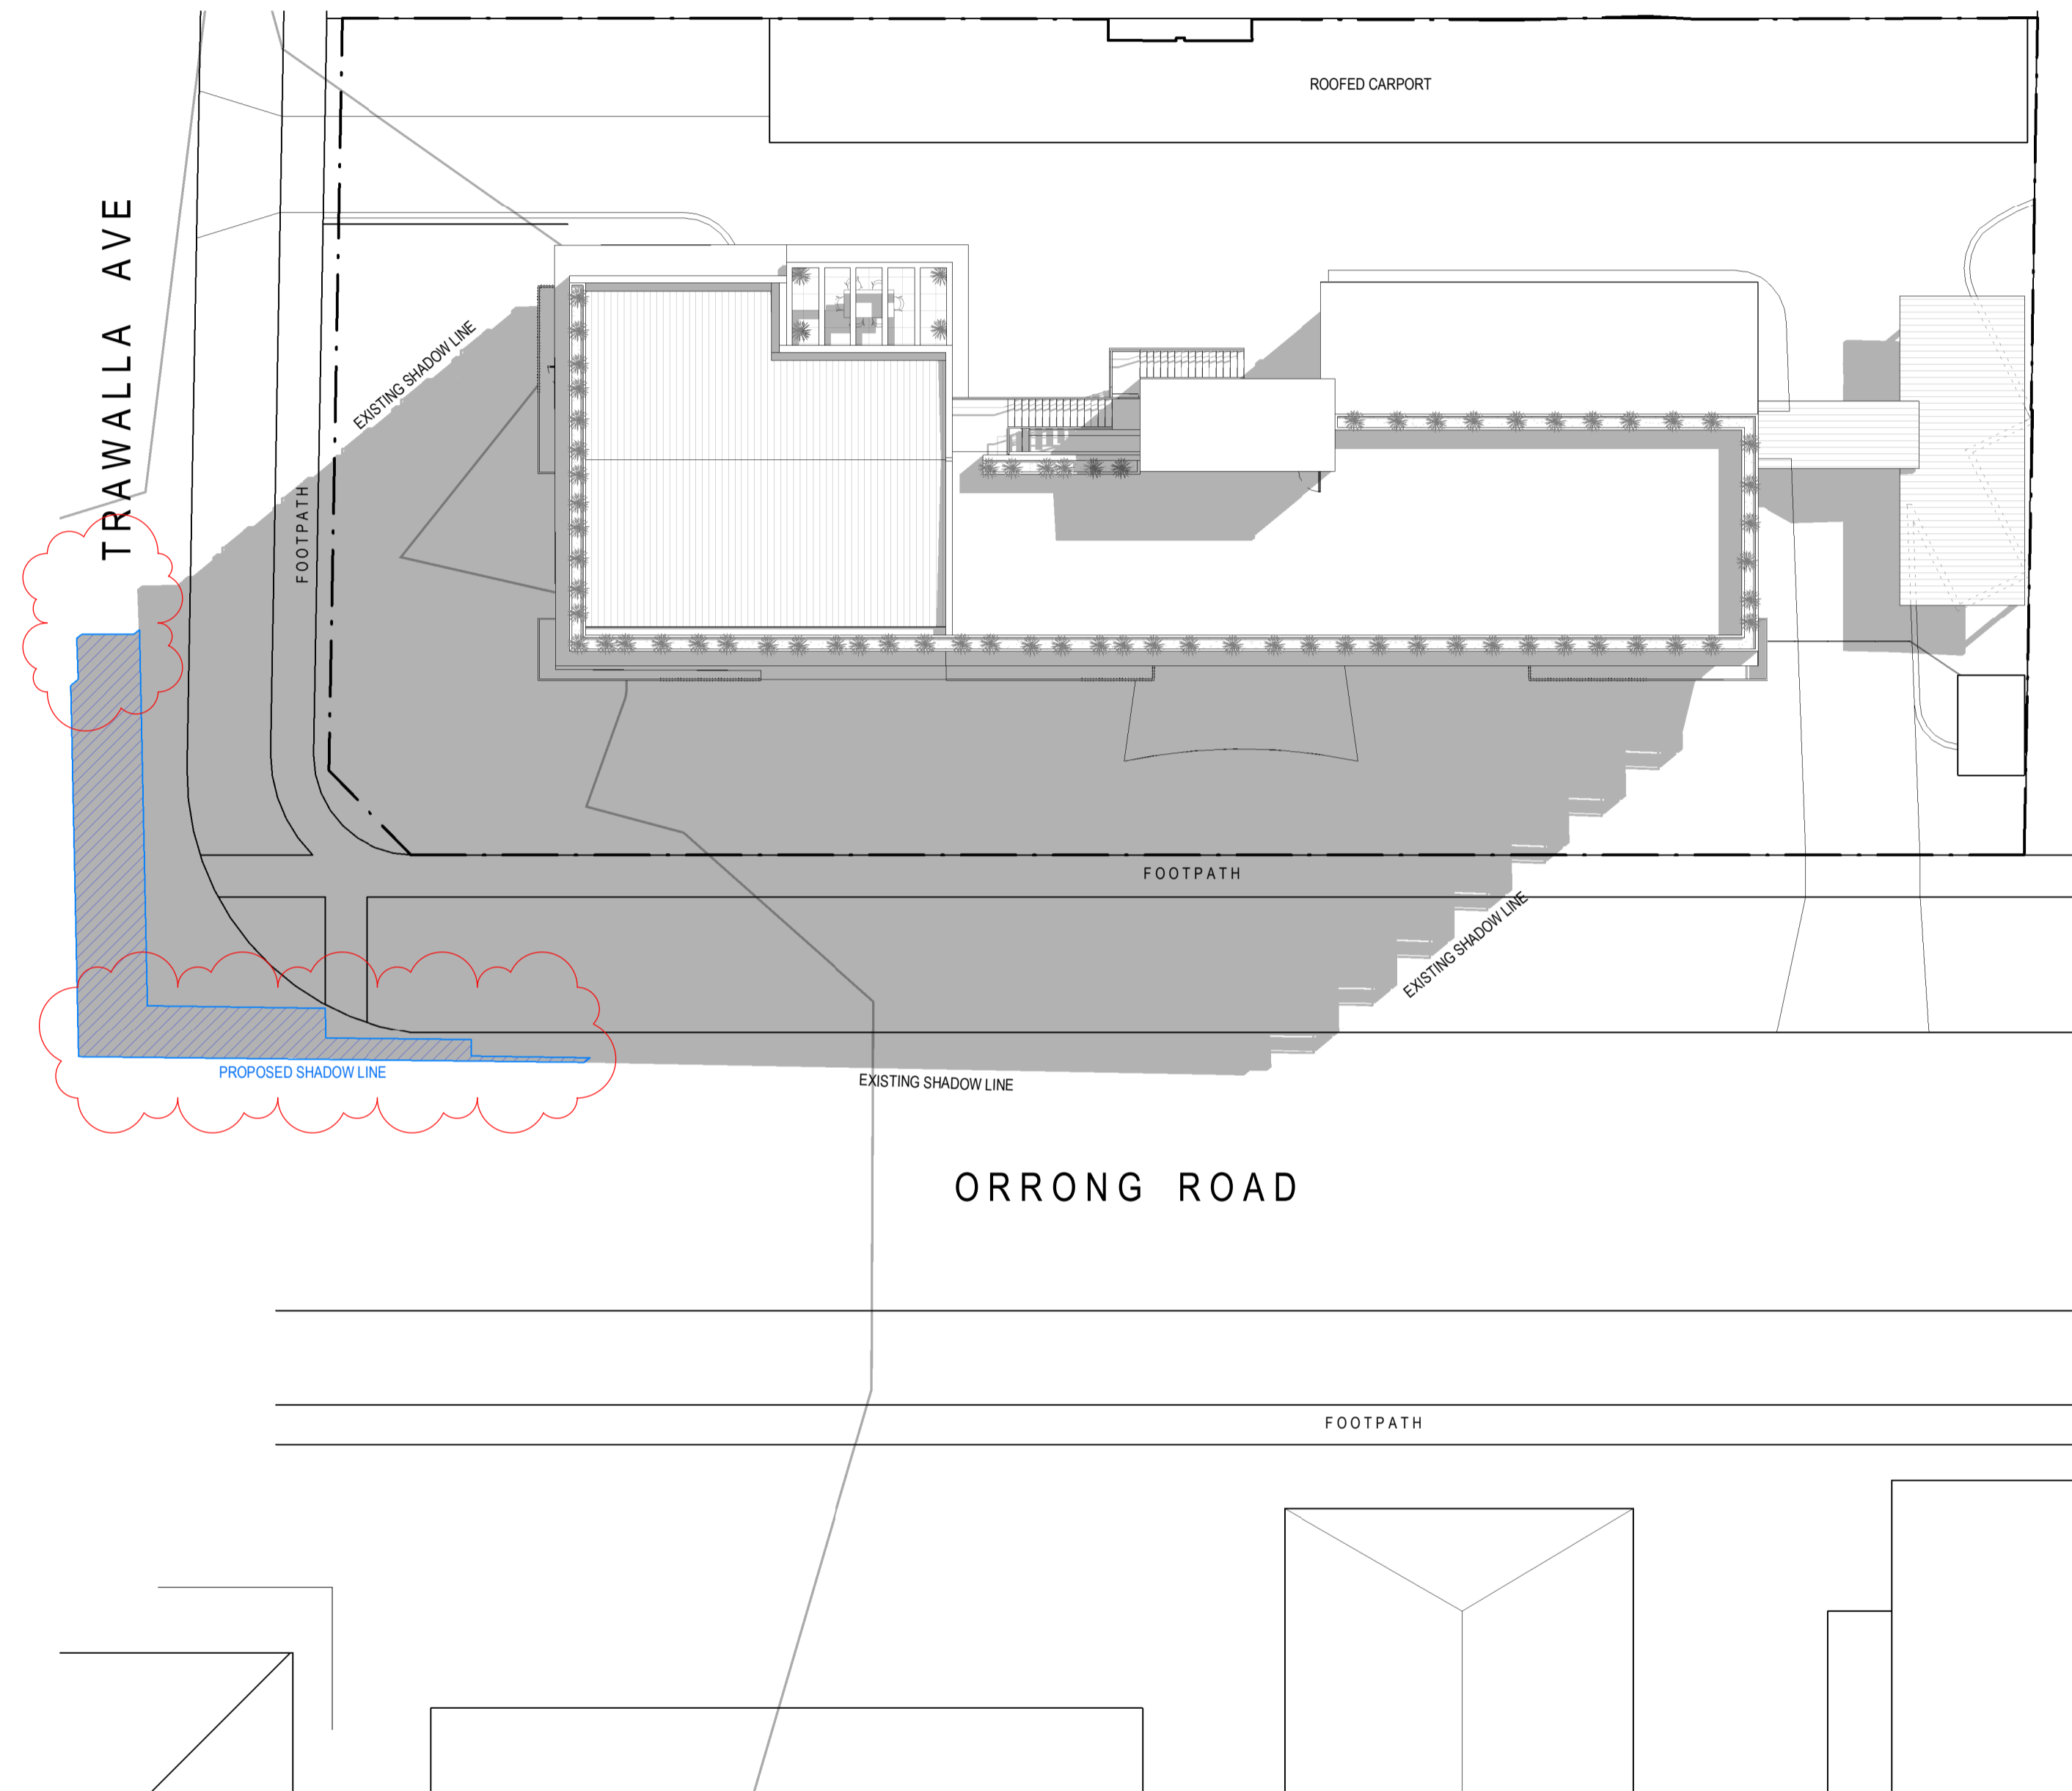 ROOFED CARPORT
TRAWALLA AVE
EXISTING SHADOW LINE
FOOTPATH
FOOTPATH
EXISTING SHADOW LINE
PROPOSED SHADOW LINE
EXISTING SHADOW LINE
ORRONG ROAD
FOOTPATH